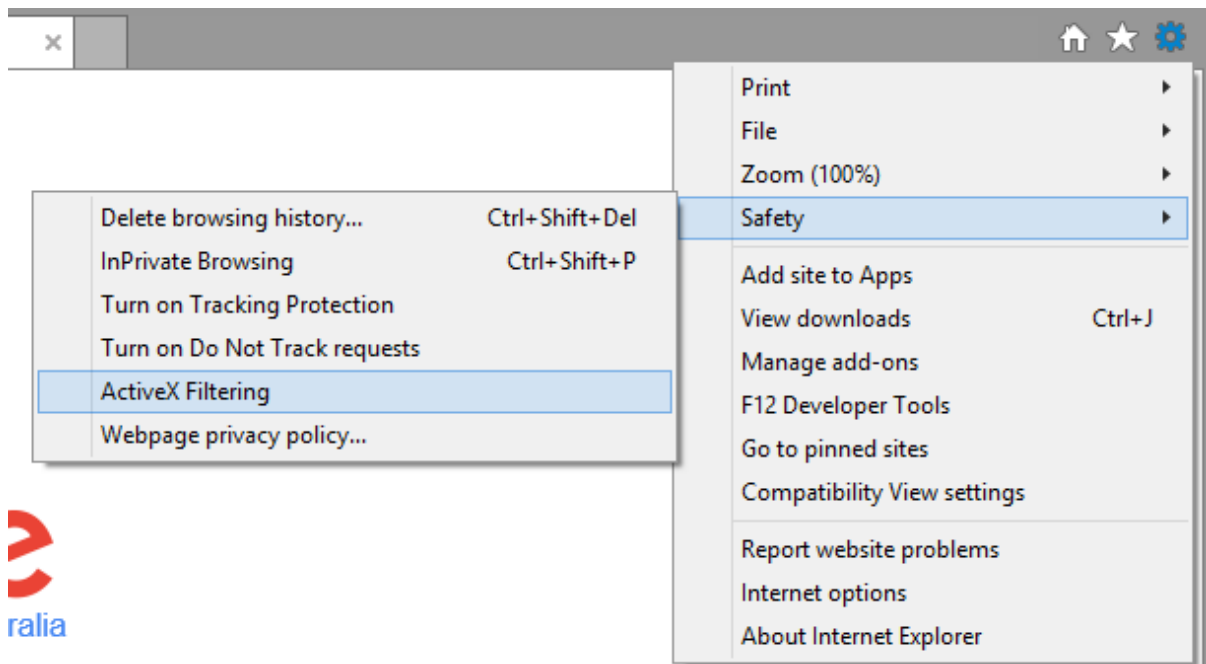 Print
File
Zoom (100%)
Safety
Delete browsing history... Ctrl+Shift+Del
InPrivate Browsing Ctrl+Shift+P
Turn on Tracking Protection
Turn on Do Not Track requests
ActiveX Filtering
Webpage privacy policy...
Add site to Apps
View downloads Ctrl+J
Manage add-ons
F12 Developer Tools
Go to pinned sites
Compatibility View settings
Report website problems
Internet options
About Internet Explorer
e
ralia